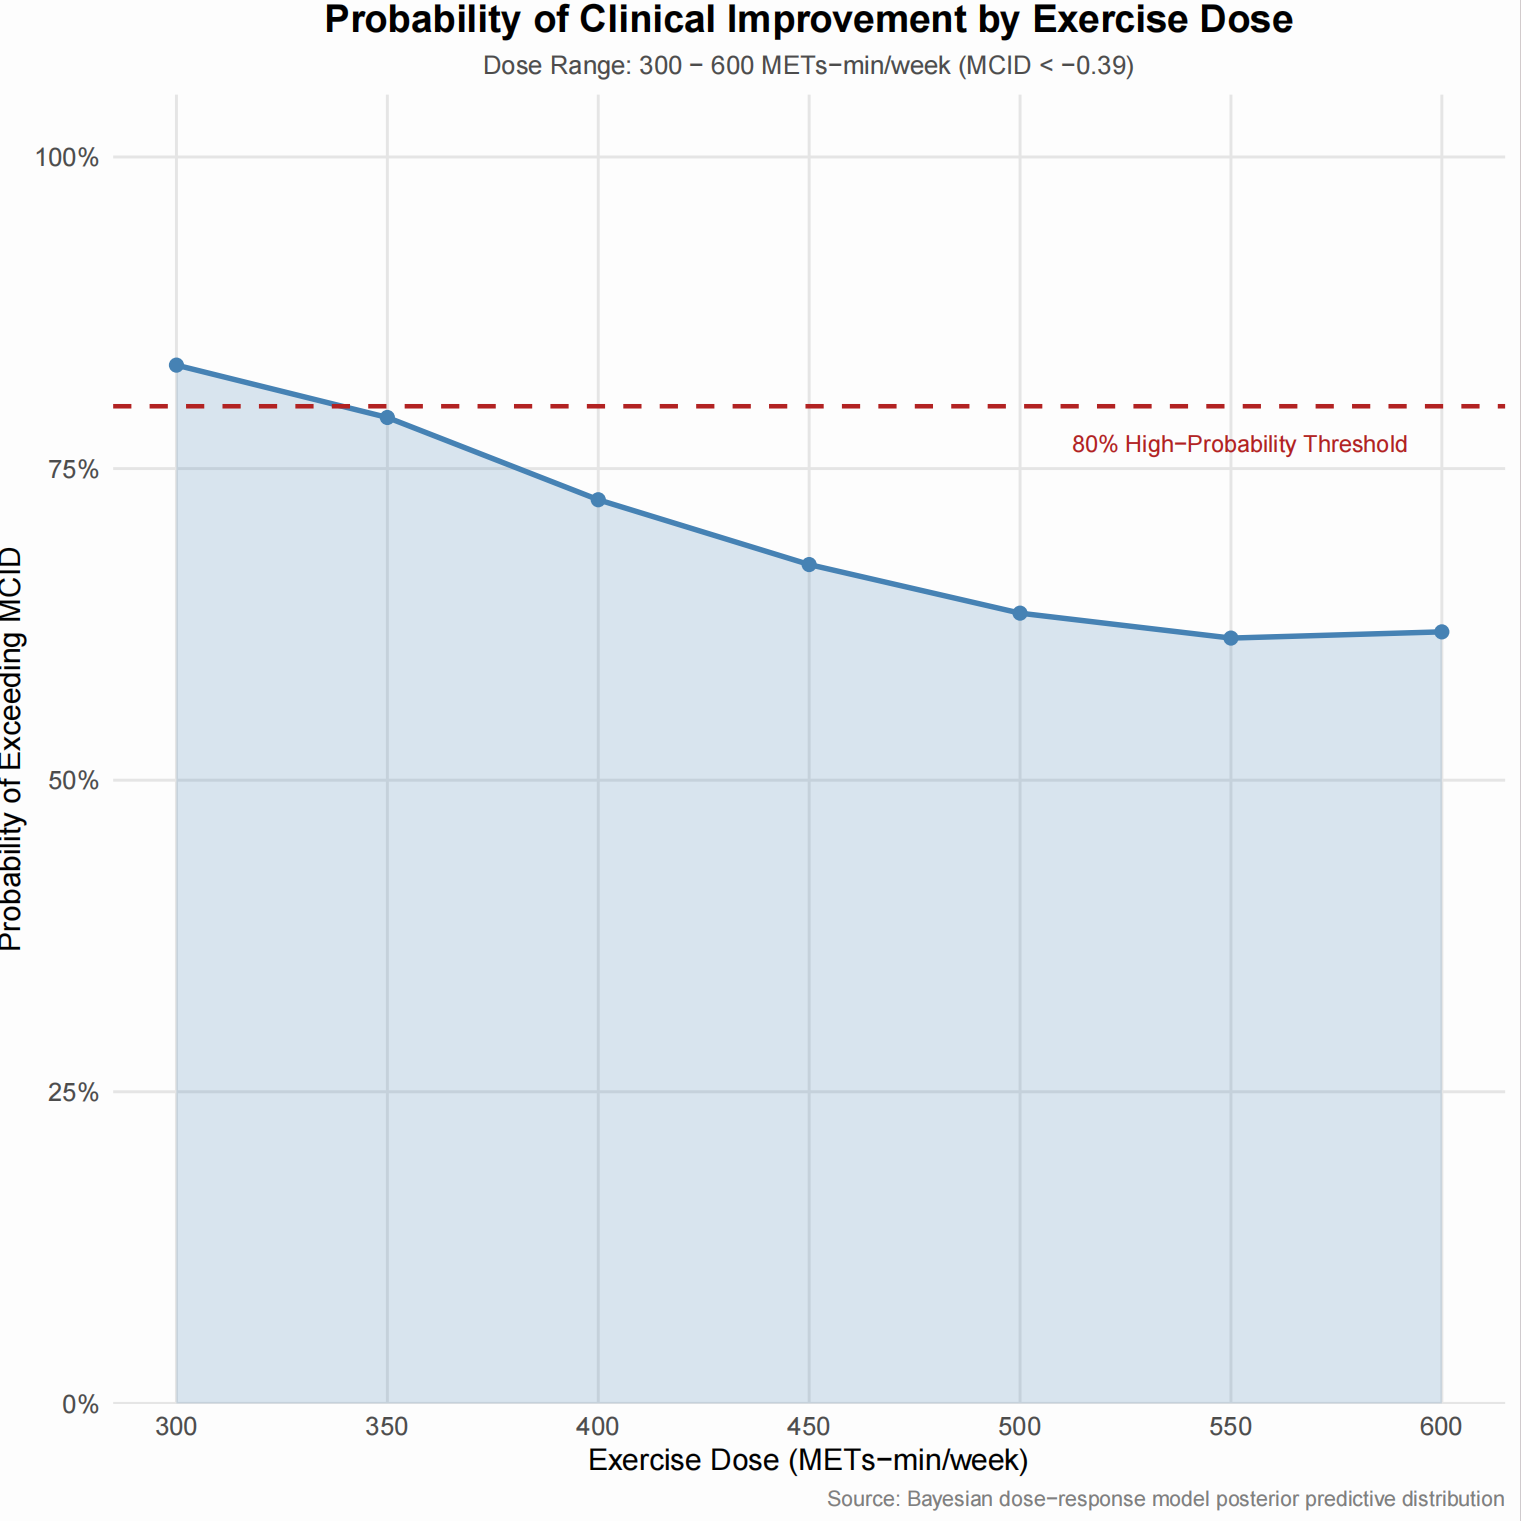 Probability of Clinical Improvement by Exercise Dose
Dose Range: 300 − 600 METs−min/week (MCID < −0.39)
100%
75%
50%
25%
0%
Probability of Exceeding MCID
80% High−Probability Threshold
300 350 400 450 500 550 600
Exercise Dose (METs−min/week)
Source: Bayesian dose−response model posterior predictive distribution